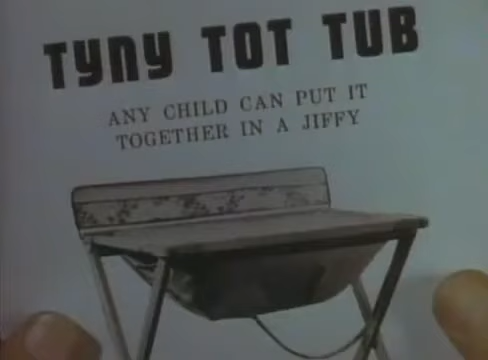 TYNY TOT TUB
ANY CHILD CAN PUT IT
TOGETHER IN A JIFFY